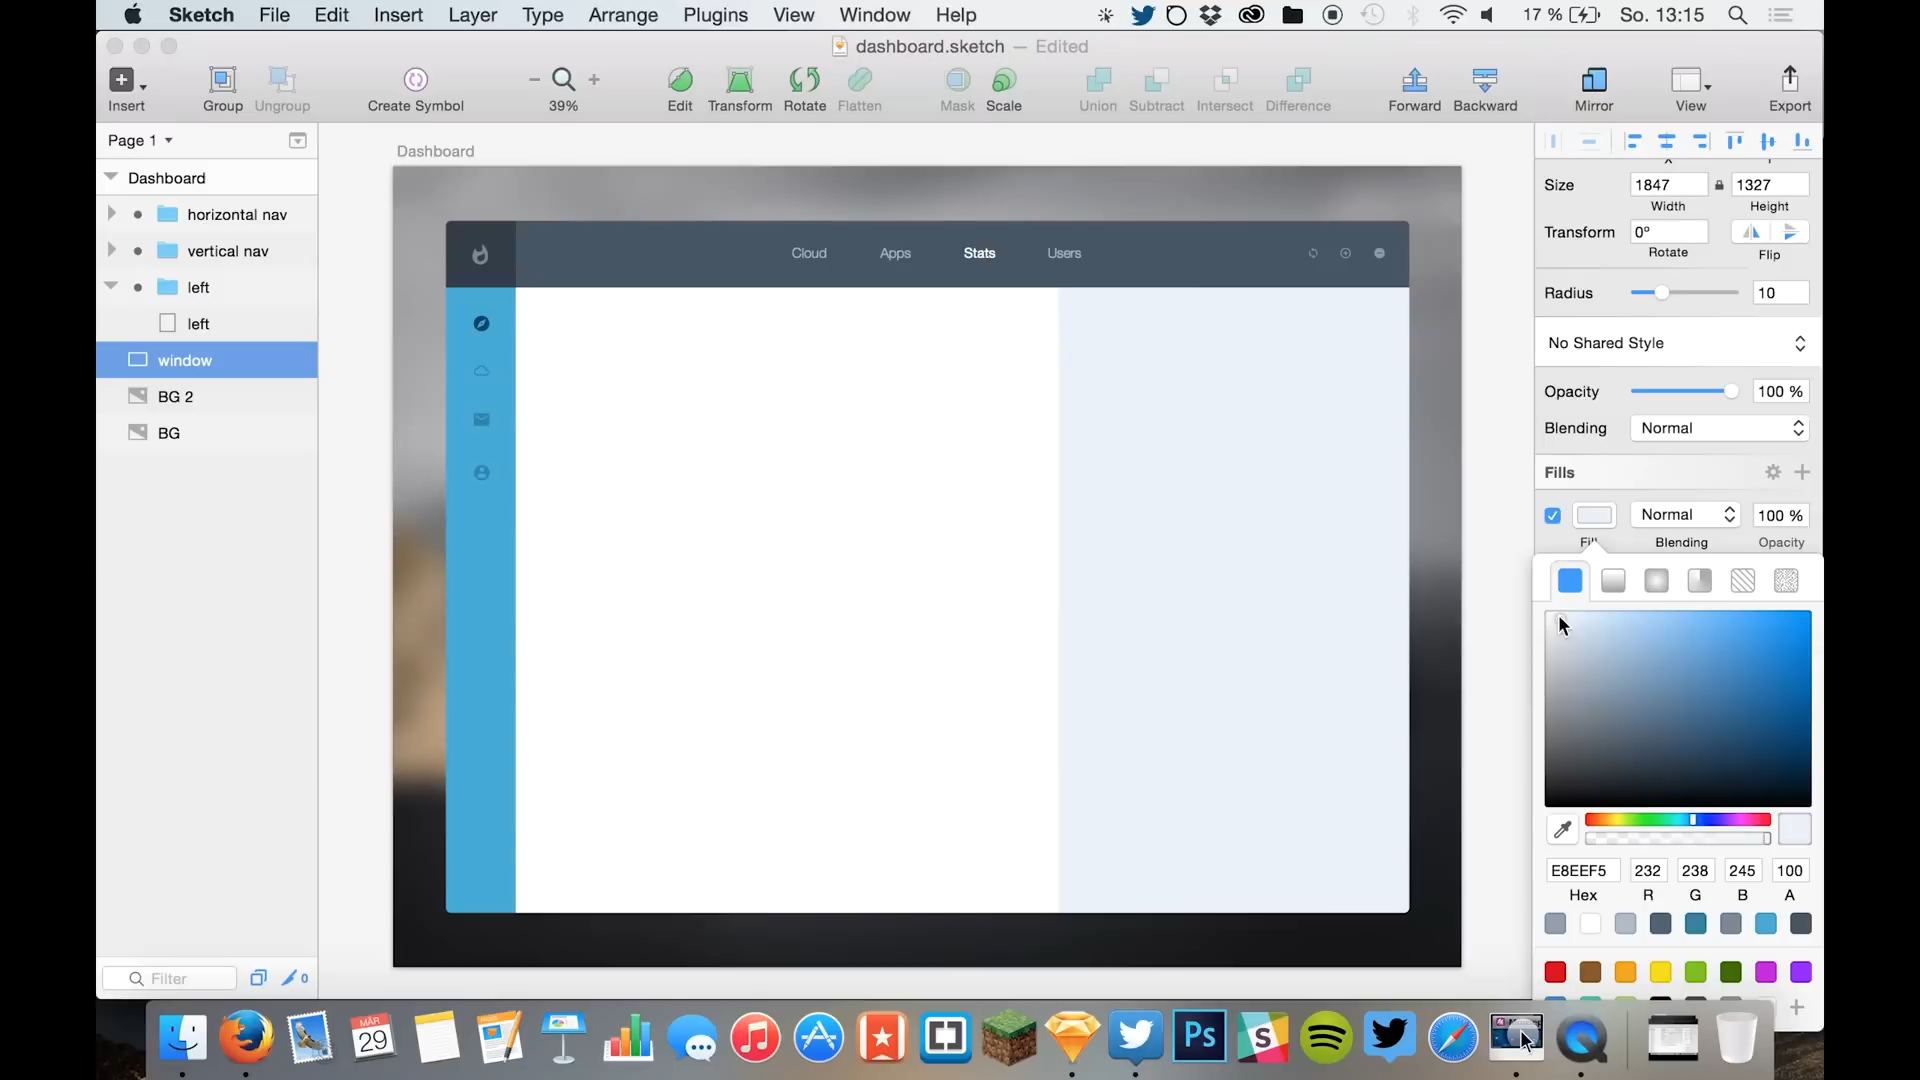 Sketch File Edit Insert Layer Type Arrange Plugins View Window Help 17 % So. 13:15
dashboard.sketch — Edited
Insert Group Ungroup Create Symbol 39% Edit Transform Rotate Flatten Mask Scale Union Subtract Intersect Difference Forward Backward Mirror View Export
Page 1
Dashboard
horizontal nav
vertical nav
left
left
window
BG 2
BG
Filter 0
Dashboard
Cloud Apps Stats Users
Size 1847 1327
Width Height
Transform 0°
Rotate Flip
Radius 10
No Shared Style
Opacity 100 %
Blending Normal
Fills
Normal 100 %
Fill Blending Opacity
E8EEF5 232 238 245 100
Hex R G B A
MÄR
29
Ps
S